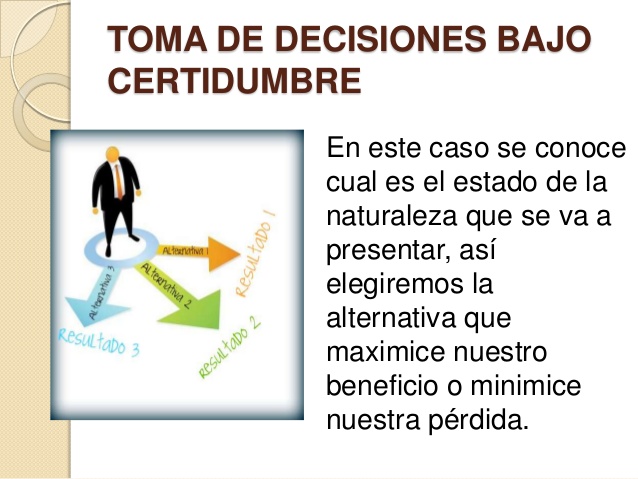 TOMA DE DECISIONES BAJO
CERTIDUMBRE
En este caso se conoce
cual es el estado de la
naturaleza que se va a
presentar, así
elegiremos la
alternativa que
maximice nuestro
beneficio o minimice
nuestra pérdida.
Alternativa 1
Resultado 1
Alternativa 2
Resultado 2
Alternativa 3
Resultado 3